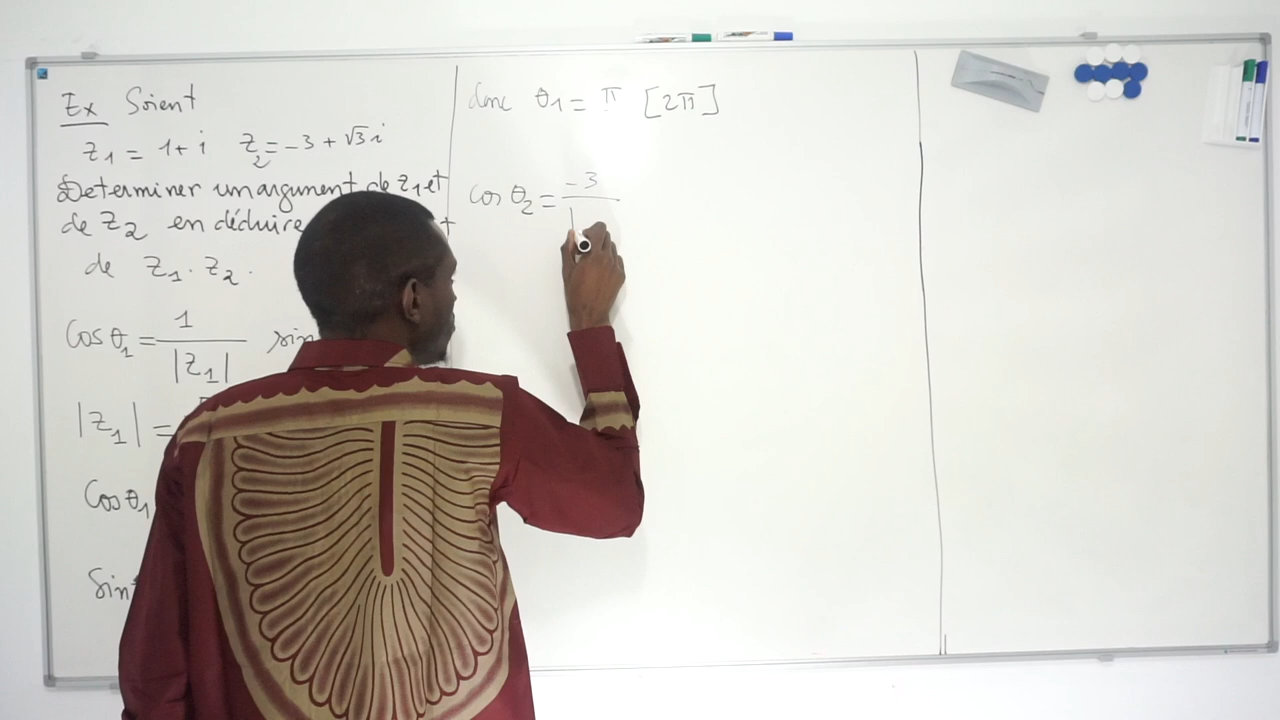 Ex Soient
z1 = 1 + i z2 = -3 + √3 i
Determiner un argument de z1 et
de z2 en déduire
de z1 . z2 .
Cos θ1 = 1 / |z1| sin
|z1| =
Cos θ1
Sin
donc θ1 = π [2π]
cos θ2 = -3 /